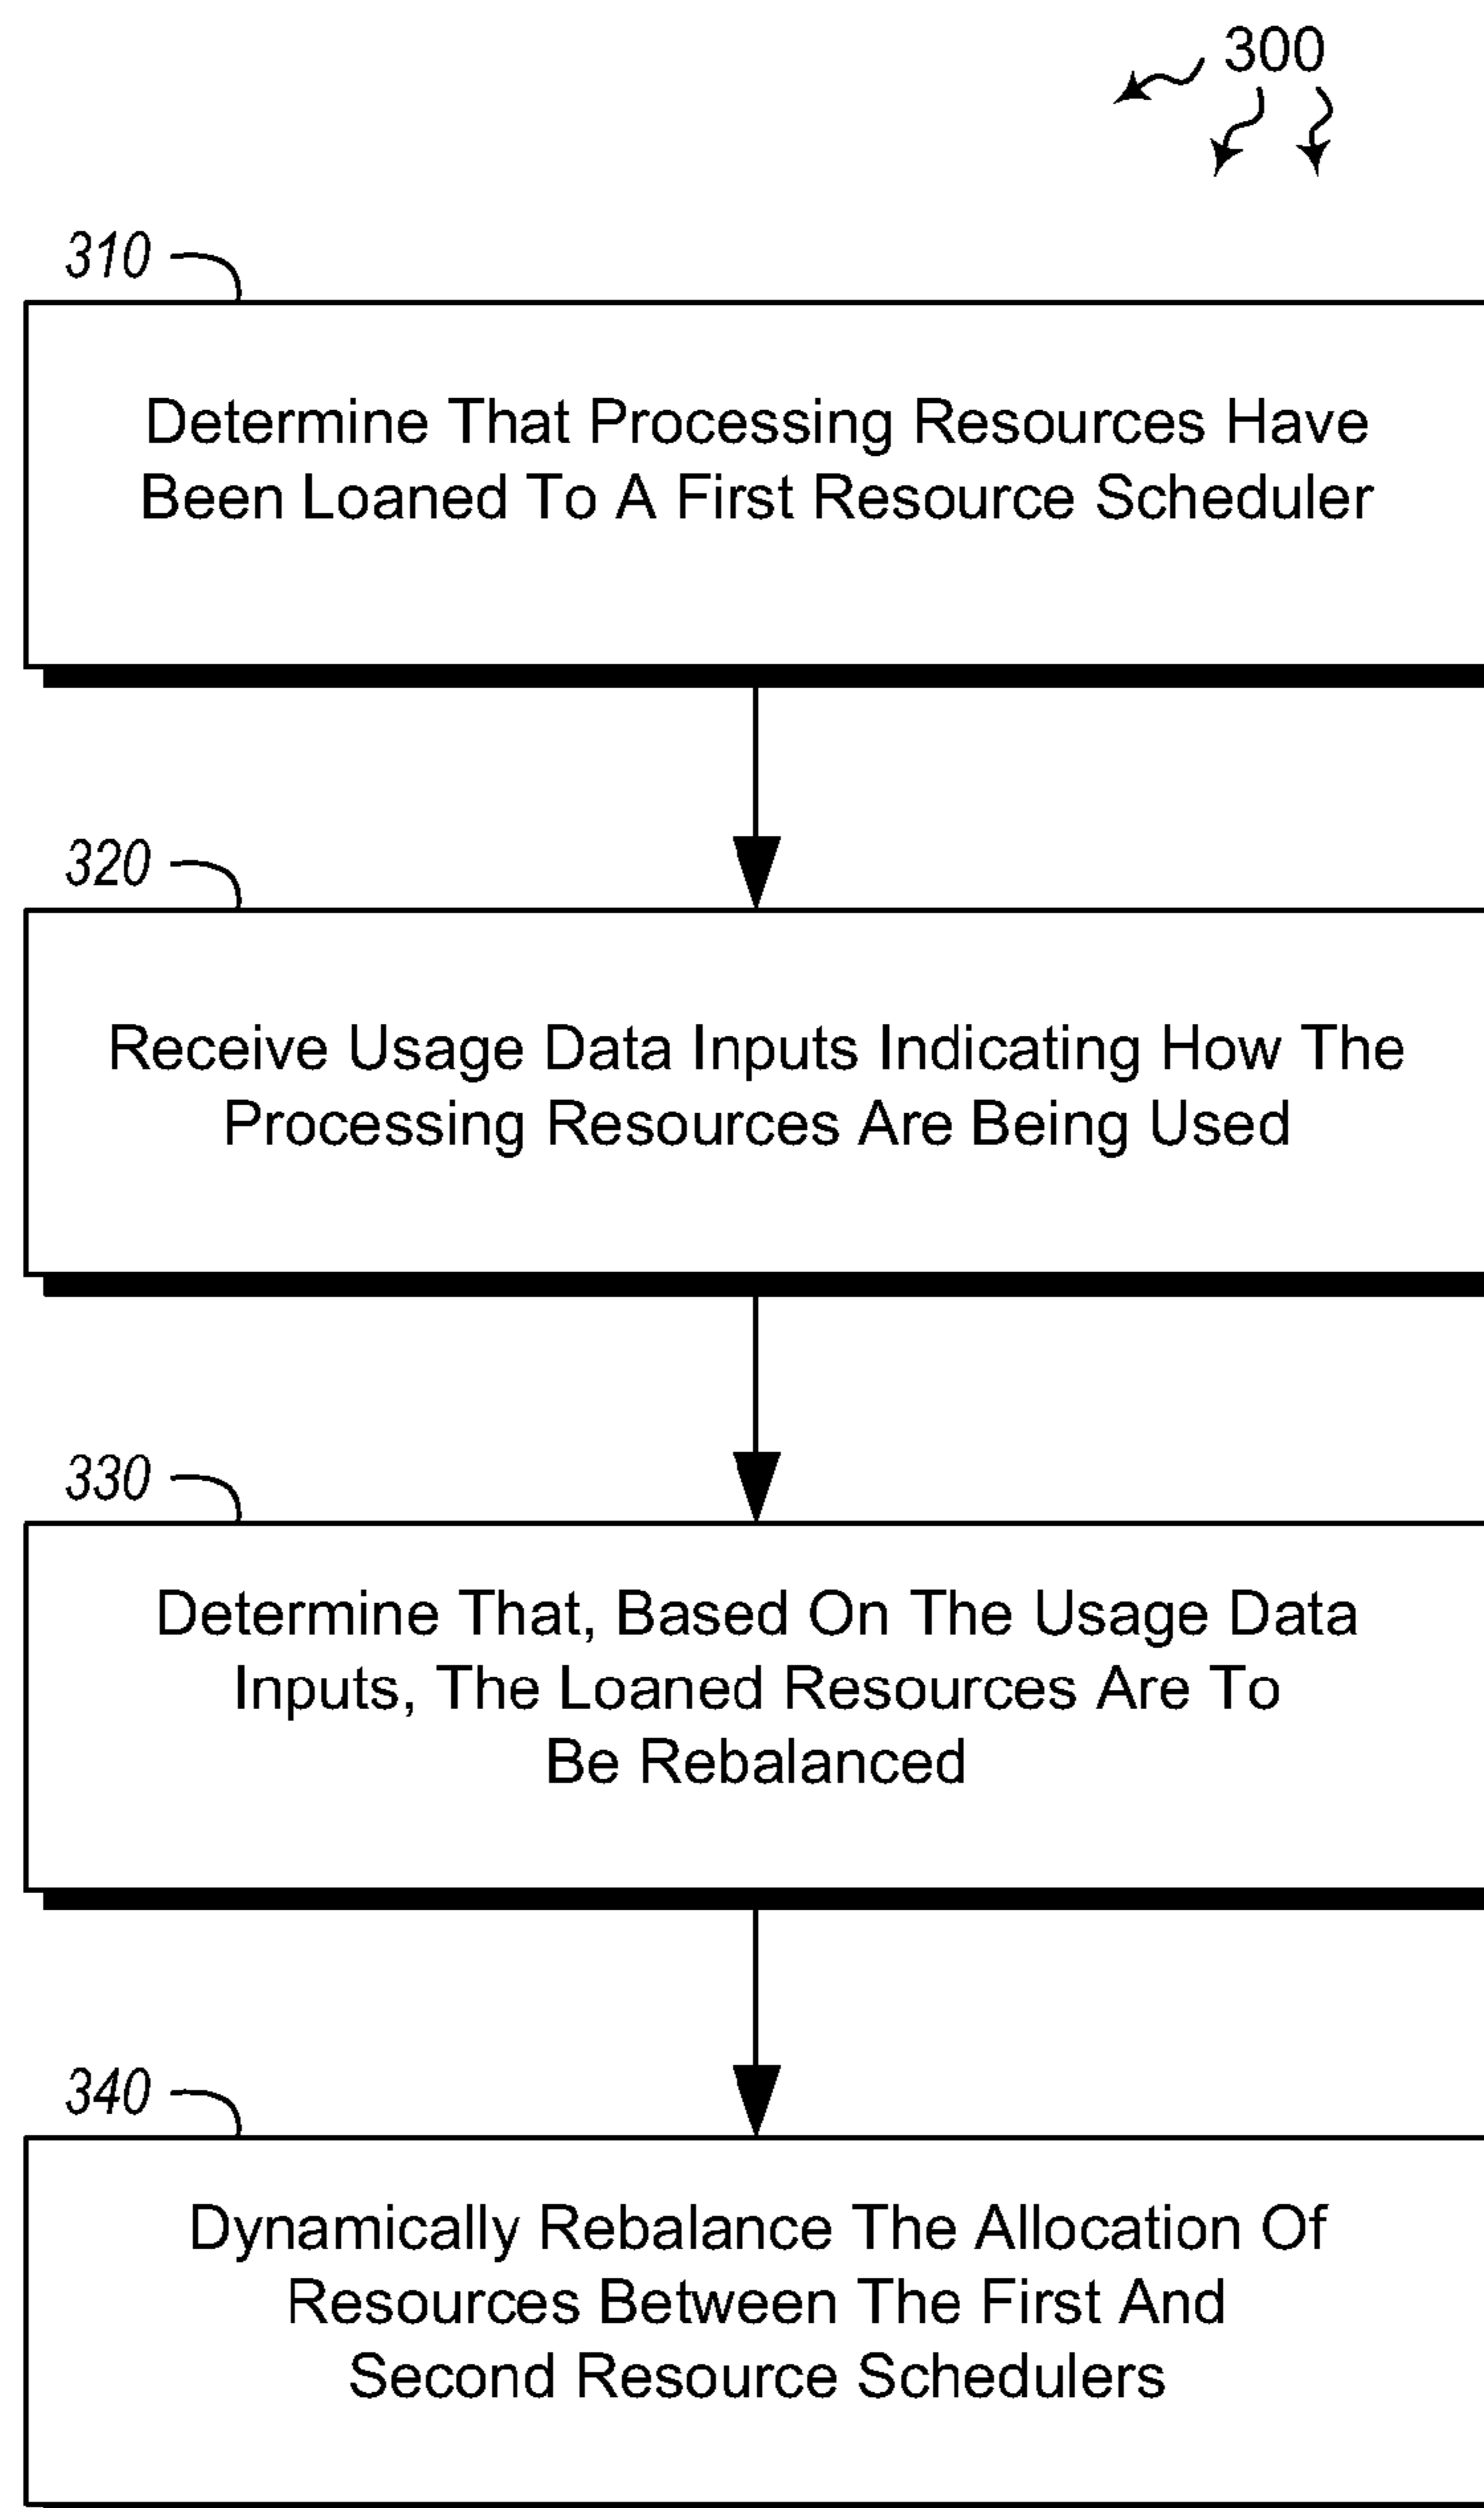 300
310
Determine That Processing Resources Have
Been Loaned To A First Resource Scheduler
320
Receive Usage Data Inputs Indicating How The
Processing Resources Are Being Used
330
Determine That, Based On The Usage Data
Inputs, The Loaned Resources Are To
Be Rebalanced
340
Dynamically Rebalance The Allocation Of
Resources Between The First And
Second Resource Schedulers